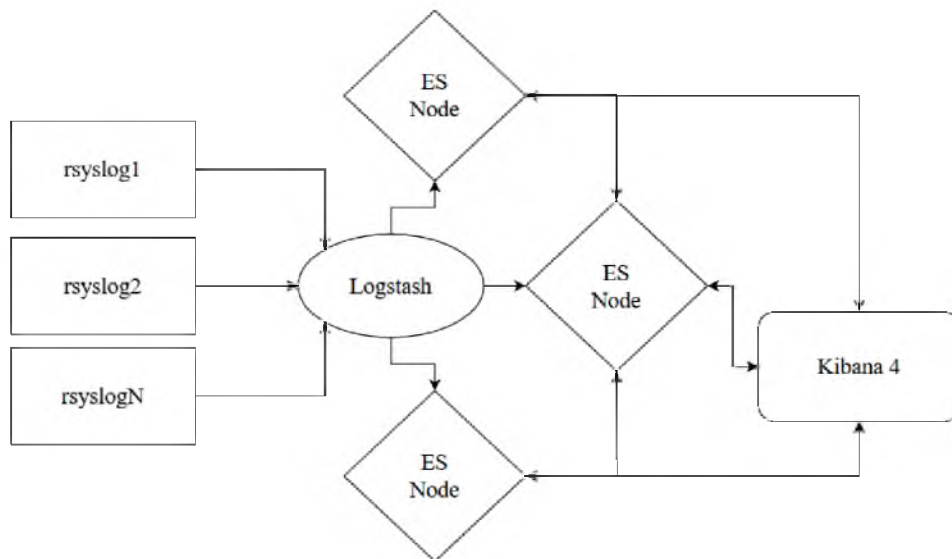 ES
Node
rsyslog1
rsyslog2
rsyslogN
Logstash
ES
Node
Kibana 4
ES
Node